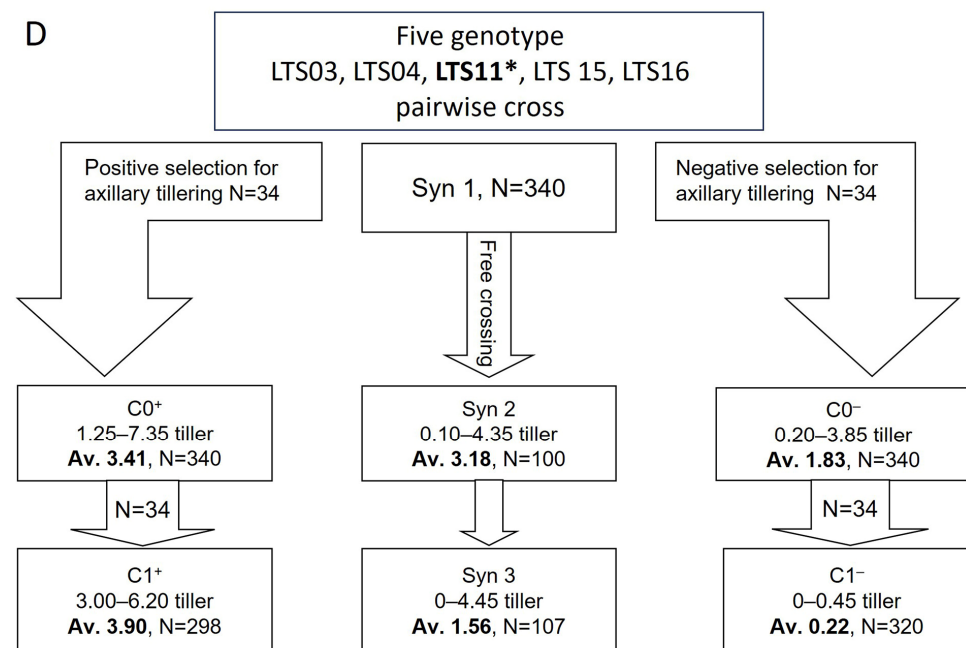 D
Five genotype
LTS03, LTS04, LTS11*, LTS 15, LTS16
pairwise cross
Positive selection for
axillary tillering N=34
Syn 1, N=340
Negative selection for
axillary tillering N=34
Free crossing
C0⁺
1.25–7.35 tiller
Av. 3.41, N=340
Syn 2
0.10–4.35 tiller
Av. 3.18, N=100
C0⁻
0.20–3.85 tiller
Av. 1.83, N=340
N=34
N=34
C1⁺
3.00–6.20 tiller
Av. 3.90, N=298
Syn 3
0–4.45 tiller
Av. 1.56, N=107
C1⁻
0–0.45 tiller
Av. 0.22, N=320